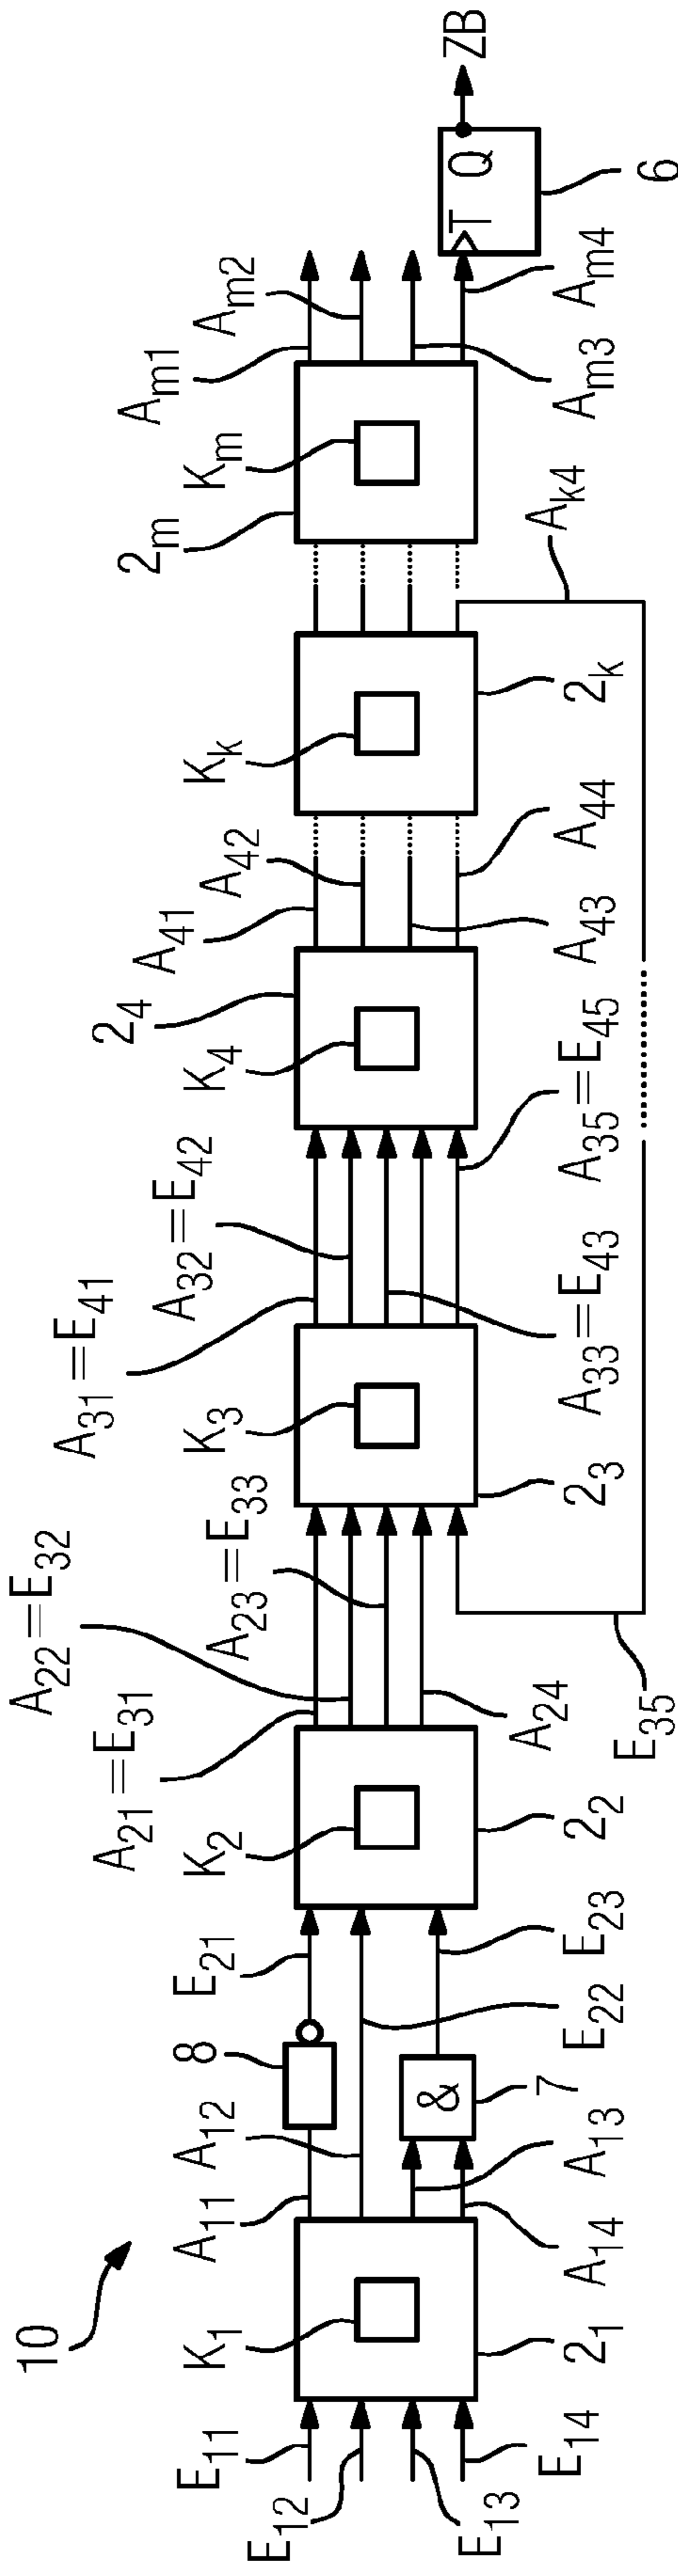 10
E11
E12
E13
E14
K1
21
A11
A12
A13
A14
8
&
7
E21
E22
E23
K2
22
A21=E31
A22=E32
A23=E33
A24
E35
K3
23
A31=E41
A32=E42
A33=E43
A35=E45
K4
24
A41
A42
A43
A44
Kk
2k
Ak4
Km
2m
Am1
Am2
Am3
Am4
T Q
6
ZB